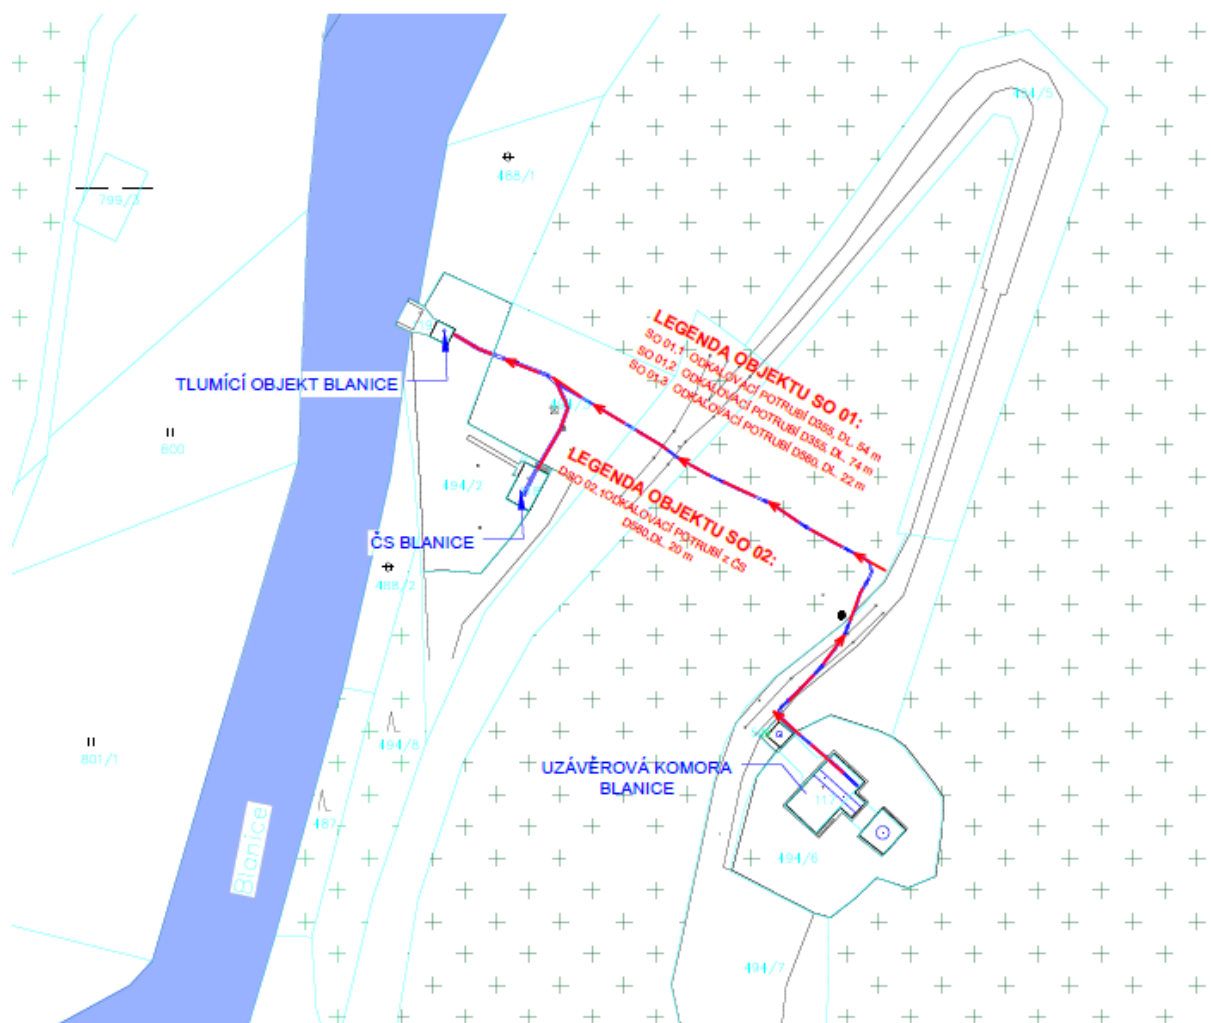 494/5
488/1
799/3
LEGENDA OBJEKTU SO 01:
SO 01.1 ODKALOVACÍ POTRUBÍ D355, DL. 54 m
SO 01.2 ODKALOVACÍ POTRUBÍ D355, DL. 74 m
SO 01.3 ODKALOVACÍ POTRUBÍ D560, DL. 22 m
TLUMÍCÍ OBJEKT BLANICE
800
LEGENDA OBJEKTU SO 02:
DSO 02.1ODKALOVACÍ POTRUBÍ z ČS
D560,DL. 20 m
494/2
ČS BLANICE
488/2
494/8
801/1
UZÁVĚROVÁ KOMORA
BLANICE
487
Blanice
494/6
494/7